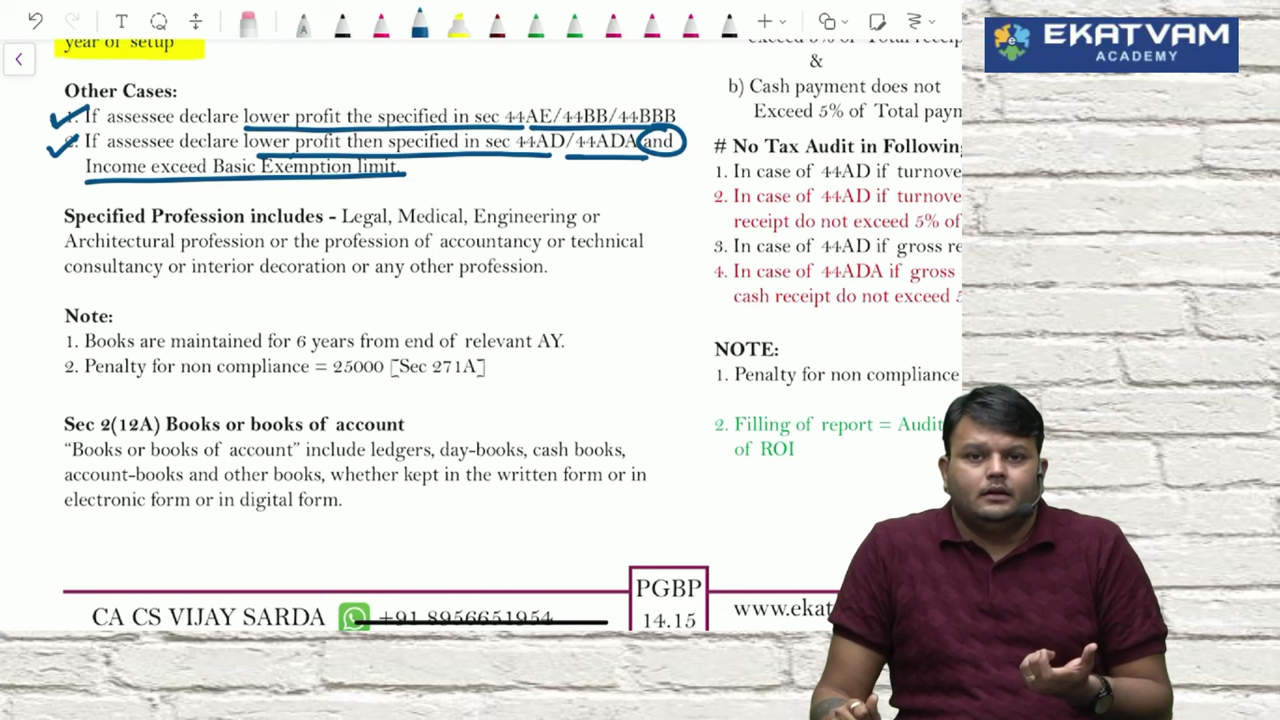 year of setup
Other Cases:
1. If assessee declare lower profit the specified in sec 44AE/44BB/44BBB
2. If assessee declare lower profit then specified in sec 44AD/44ADA and
Income exceed Basic Exemption limit.
Specified Profession includes - Legal, Medical, Engineering or
Architectural profession or the profession of accountancy or technical
consultancy or interior decoration or any other profession.
Note:
1. Books are maintained for 6 years from end of relevant AY.
2. Penalty for non compliance = 25000 [Sec 271A]
Sec 2(12A) Books or books of account
“Books or books of account” include ledgers, day-books, cash books,
account-books and other books, whether kept in the written form or in
electronic form or in digital form.
&
b) Cash payment does not
Exceed 5% of Total paym
# No Tax Audit in Followin
1. In case of 44AD if turnove
2. In case of 44AD if turnove
receipt do not exceed 5% of
3. In case of 44AD if gross re
4. In case of 44ADA if gross
cash receipt do not exceed 5
NOTE:
1. Penalty for non compliance
2. Filling of report = Audit
of ROI
CA CS VIJAY SARDA +91 8956651954
PGBP
14.15
www.ekat
EKATVAM
ACADEMY